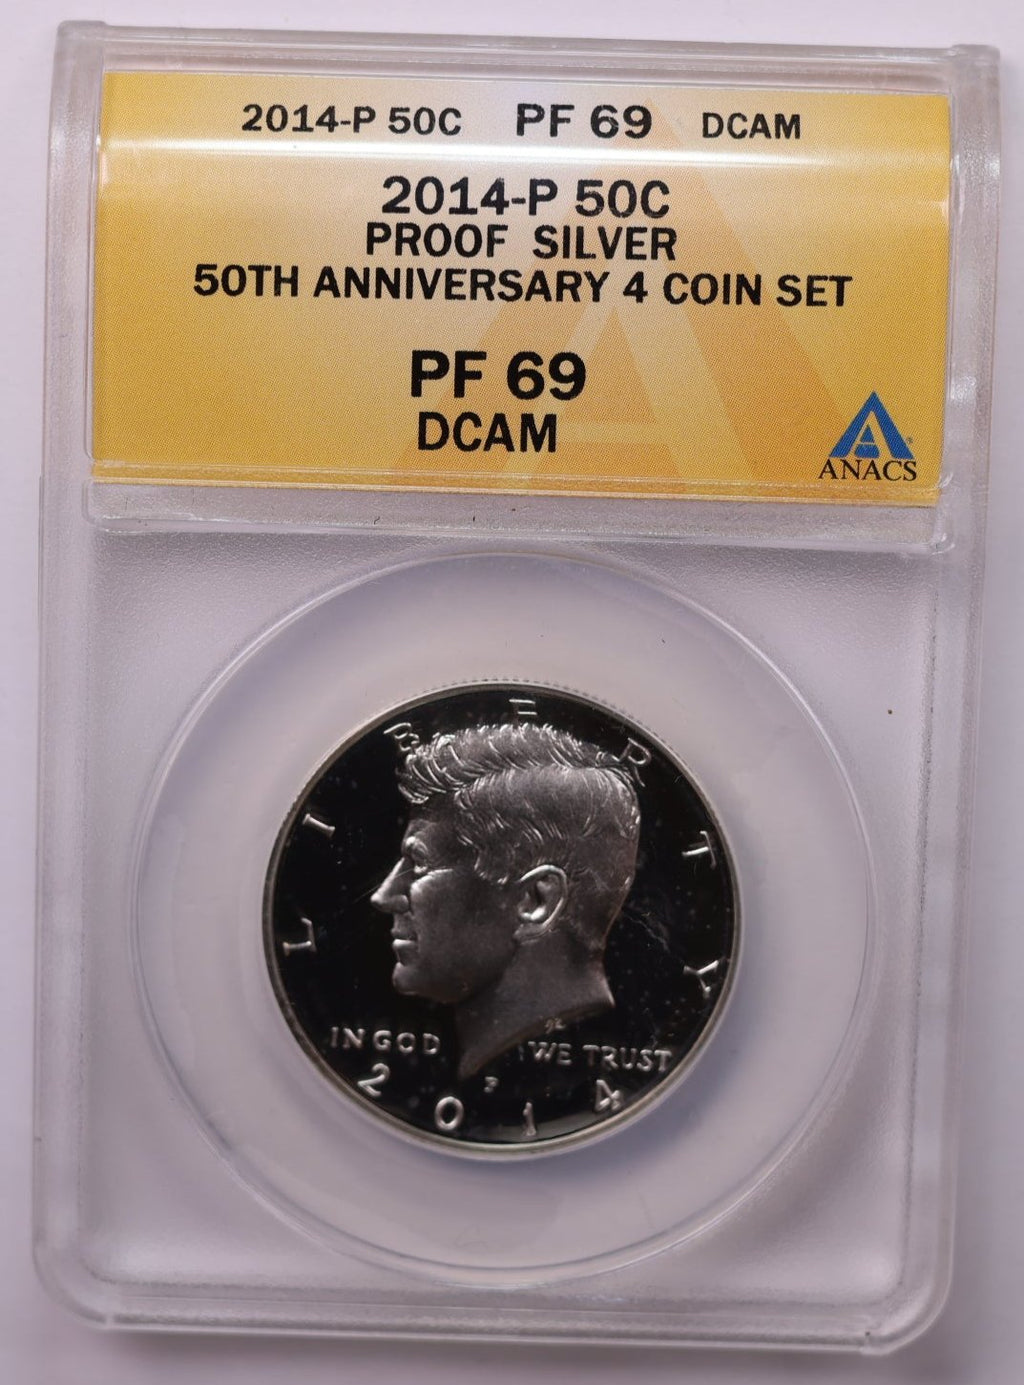 2014-P 50C PF 69 DCAM
2014-P 50C
PROOF SILVER
50TH ANNIVERSARY 4 COIN SET
PF 69
DCAM
ANACS
LIBERTY
IN GOD WE TRUST
P
2014